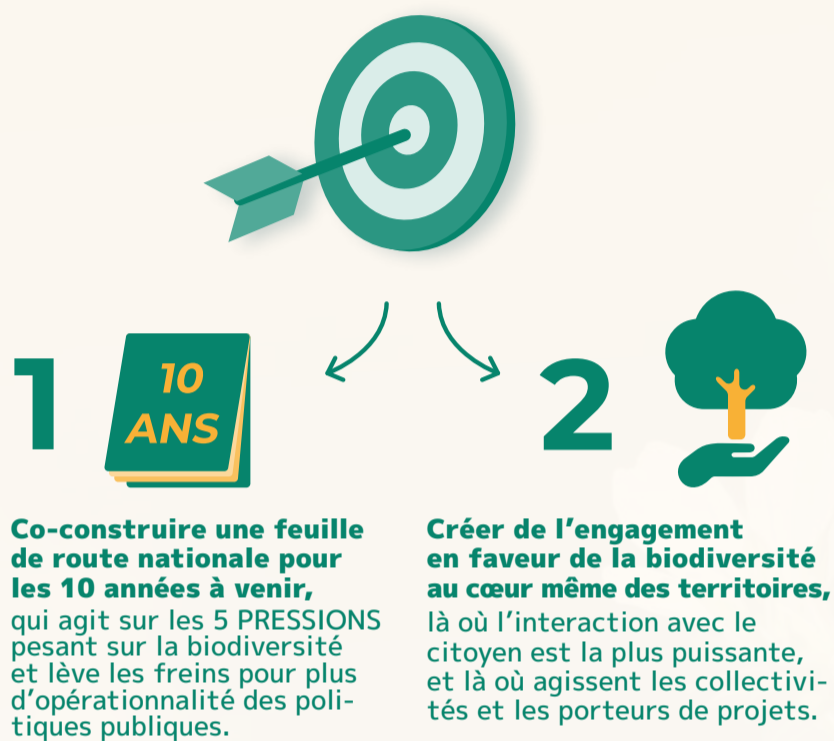 1
10
ANS
Co-construire une feuille
de route nationale pour
les 10 années à venir,
qui agit sur les 5 PRESSIONS
pesant sur la biodiversité
et lève les freins pour plus
d’opérationnalité des poli-
tiques publiques.
2
Créer de l’engagement
en faveur de la biodiversité
au cœur même des territoires,
là où l’interaction avec le
citoyen est la plus puissante,
et là où agissent les collectivi-
tés et les porteurs de projets.